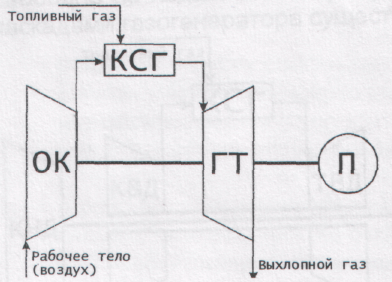 Топливный газ
КСГ
ОК
ГТ
П
Рабочее тело
(воздух)
Выхлопной газ